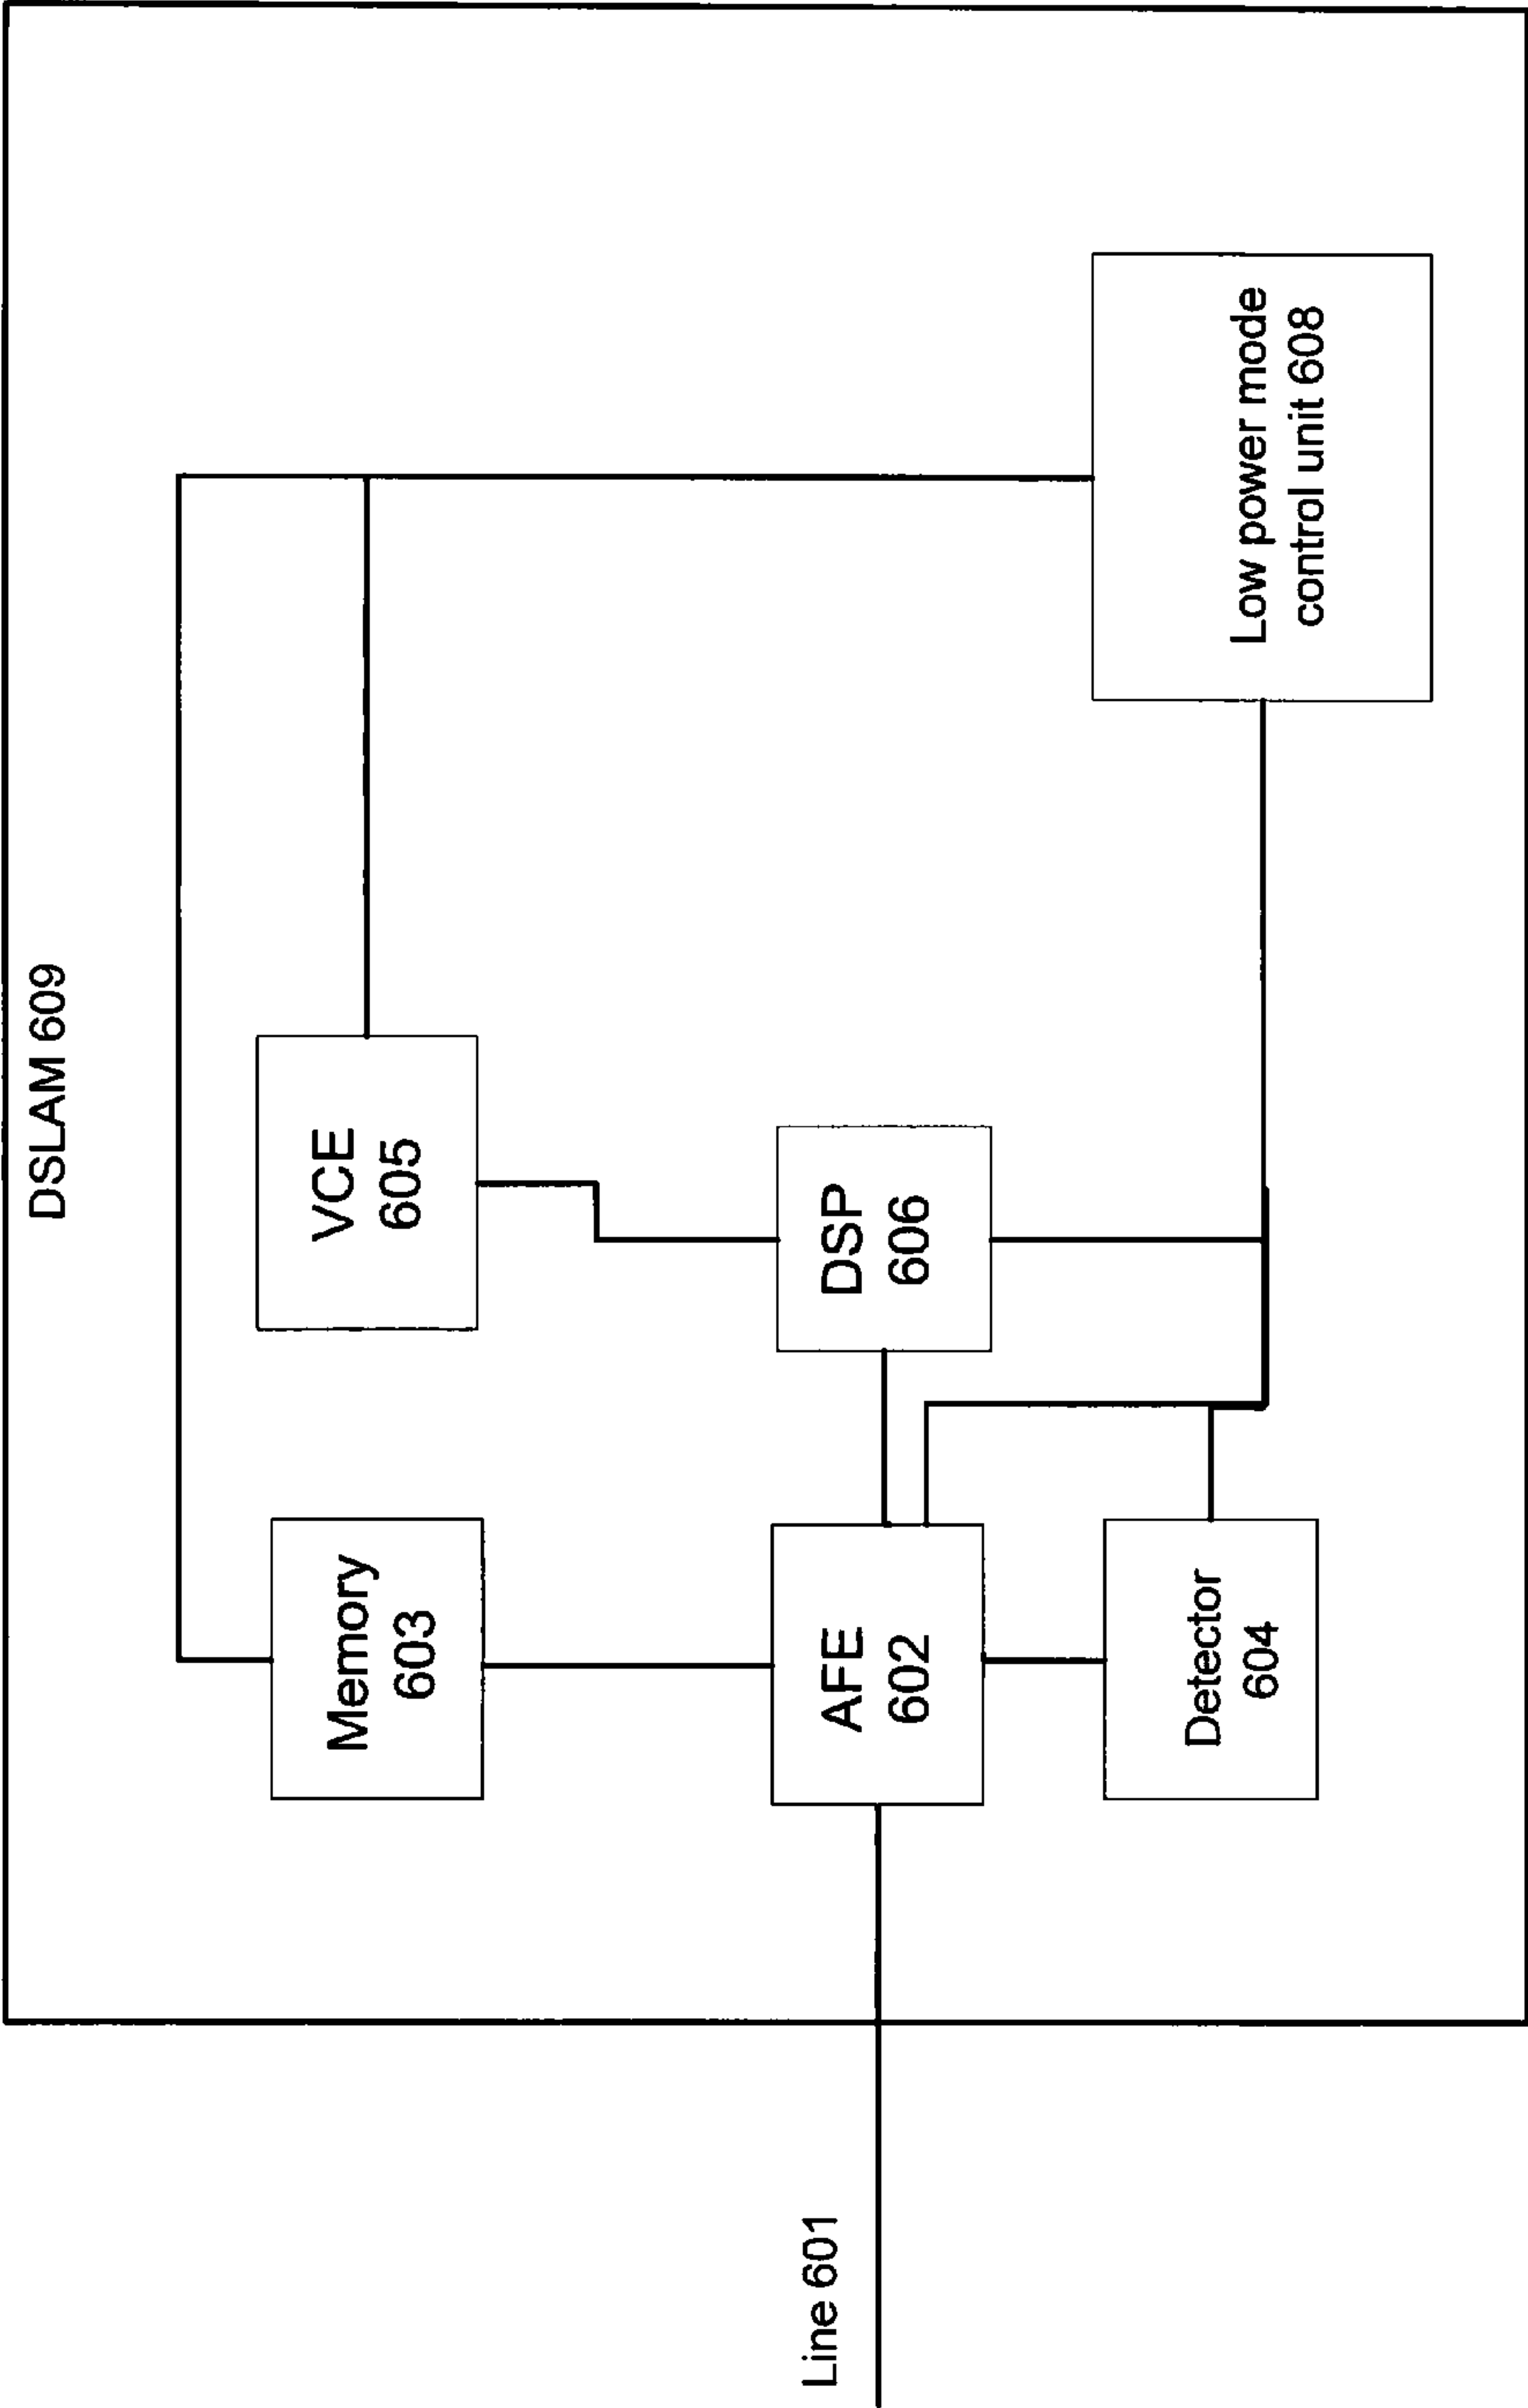 DSLAM 609
Memory
603
VCE
605
Line 601
AFE
602
DSP
606
Detector
604
Low power mode
control unit 608